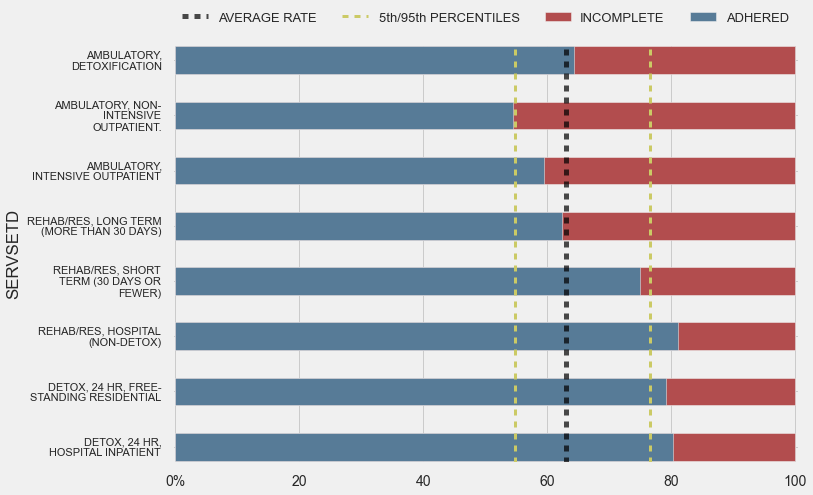 AVERAGE RATE
5th/95th PERCENTILES
INCOMPLETE
ADHERED
SERVSETD
AMBULATORY,
DETOXIFICATION
AMBULATORY, NON-
INTENSIVE
OUTPATIENT.
AMBULATORY,
INTENSIVE OUTPATIENT
REHAB/RES, LONG TERM
(MORE THAN 30 DAYS)
REHAB/RES, SHORT
TERM (30 DAYS OR
FEWER)
REHAB/RES, HOSPITAL
(NON-DETOX)
DETOX, 24 HR, FREE-
STANDING RESIDENTIAL
DETOX, 24 HR,
HOSPITAL INPATIENT
0%
20
40
60
80
100